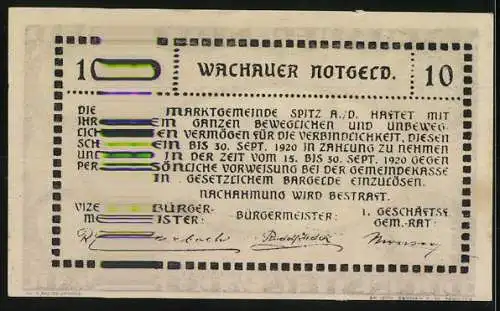 10 WACHAUER NOTGELD. 10
DIE MARKTGEMEINDE SPITZ A./D. HAFTET MIT
IHREM GANZEN BEWEGLICHEN UND UNBEWEG-
LICHEN VERMÖGEN FÜR DIE VERBINDLICHKEIT, DIESEN
SCHEIN BIS 30. SEPT. 1920 IN ZAHLUNG ZU NEHMEN
UND IN DER ZEIT VOM 15. BIS 30. SEPT. 1920 GEGEN
PERSÖNLICHE VORWEISUNG BEI DER GEMEINDEKASSE
IN GESETZLICHEM BARGELDE EINZULÖSEN.
NACHAHMUNG WIRD BESTRAFT.
VIZEBÜRGER-
MEISTER: BÜRGERMEISTER: 1. GESCHÄFTSF.
GEM.-RAT: